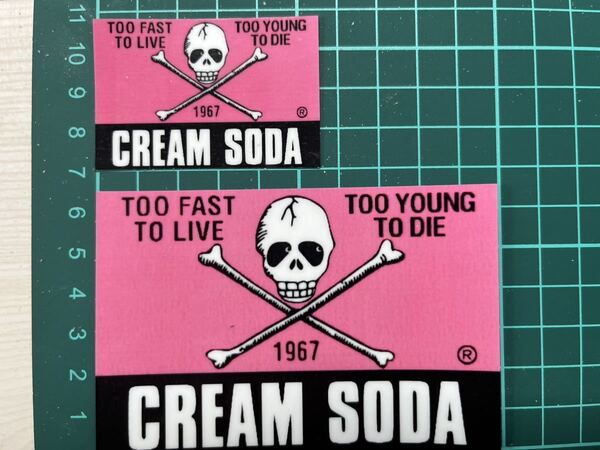 11
10
9
8
7
6
5
4
3
2
1
TOO FAST
TO LIVE
TOO YOUNG
TO DIE
1967
®
CREAM SODA
TOO FAST
TO LIVE
TOO YOUNG
TO DIE
1967
®
CREAM SODA